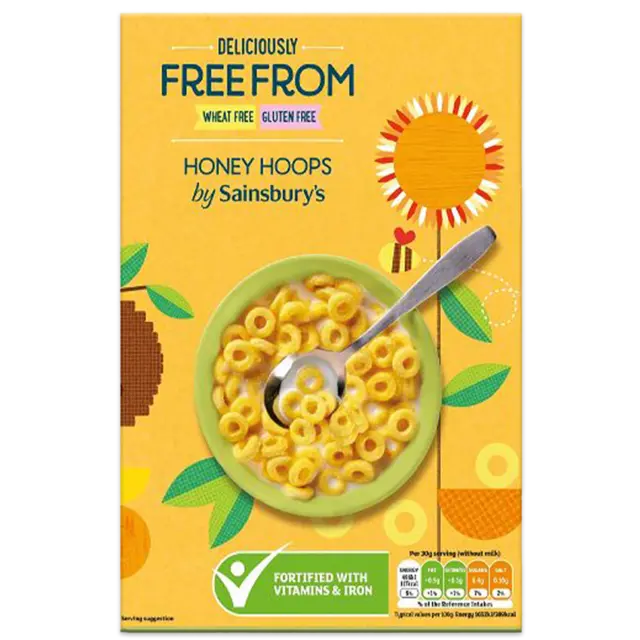 DELICIOUSLY
FREE FROM
WHEAT FREE GLUTEN FREE
HONEY HOOPS
by Sainsbury's
FORTIFIED WITH
VITAMINS & IRON
Per 30g serving (without milk)
ENERGY FAT SATURATES SUGARS SALT
% of the Reference Intakes
Serving suggestion